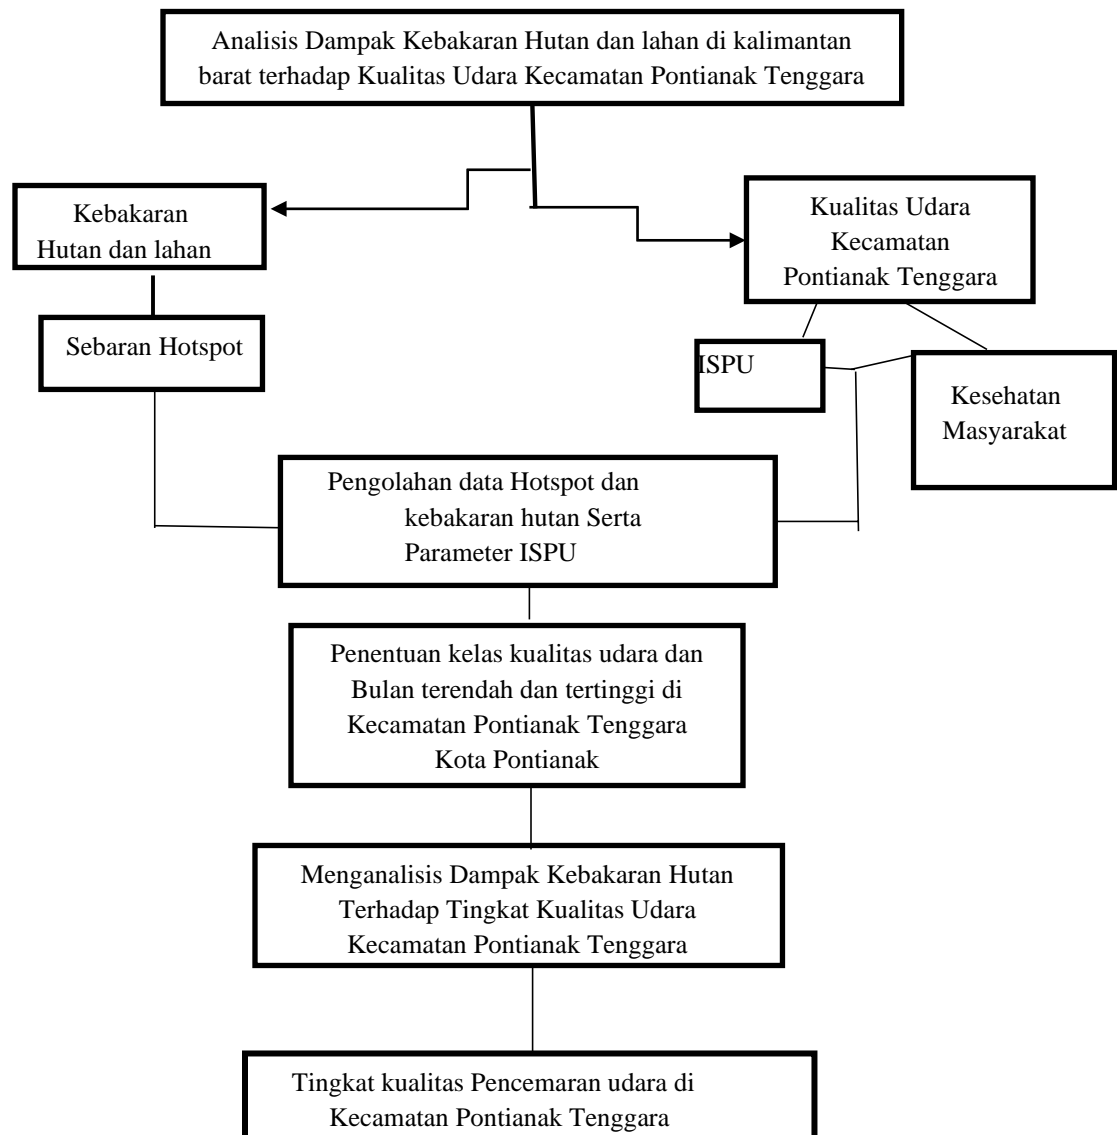 Analisis Dampak Kebakaran Hutan dan lahan di kalimantan
barat terhadap Kualitas Udara Kecamatan Pontianak Tenggara
Kebakaran
Hutan dan lahan
Kualitas Udara
Kecamatan
Pontianak Tenggara
Sebaran Hotspot
ISPU
Kesehatan
Masyarakat
Pengolahan data Hotspot dan
kebakaran hutan Serta
Parameter ISPU
Penentuan kelas kualitas udara dan
Bulan terendah dan tertinggi di
Kecamatan Pontianak Tenggara
Kota Pontianak
Menganalisis Dampak Kebakaran Hutan
Terhadap Tingkat Kualitas Udara
Kecamatan Pontianak Tenggara
Tingkat kualitas Pencemaran udara di
Kecamatan Pontianak Tenggara